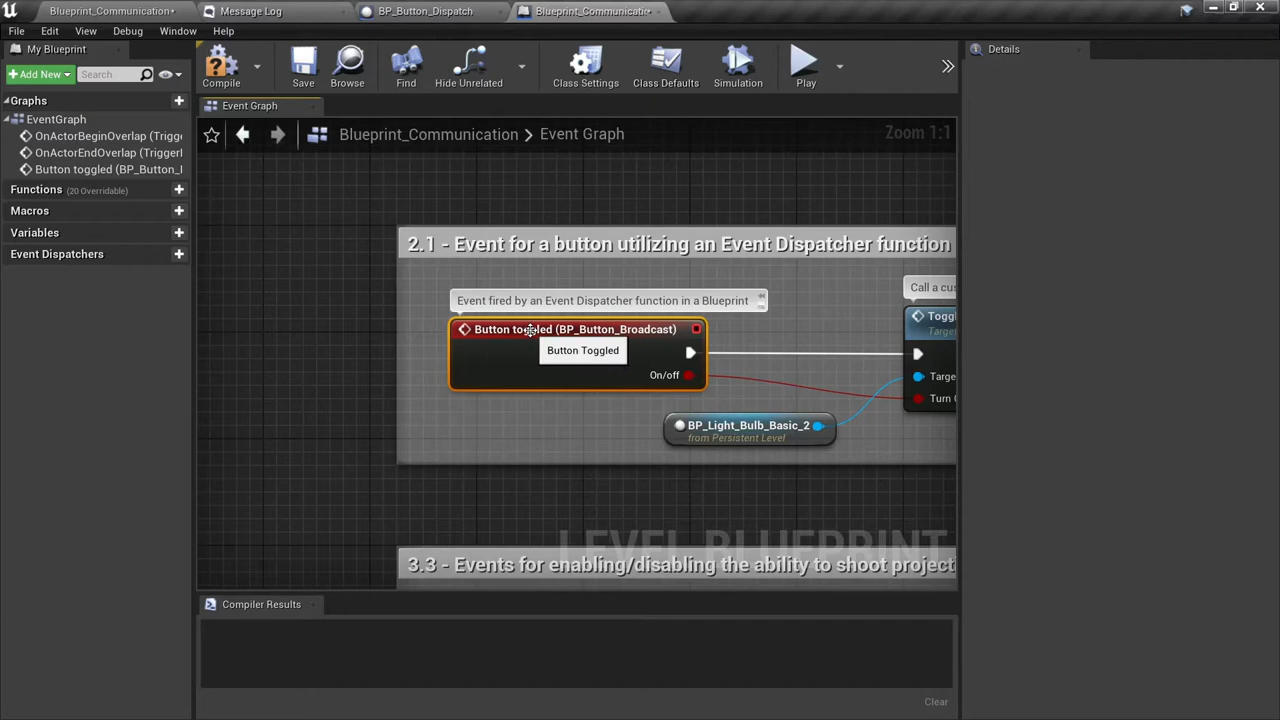 Blueprint_Communication•
Message Log
BP_Button_Dispatch
Blueprint_Communicatio
File Edit View Debug Window Help
My Blueprint
Details
Add New
Search
Compile
Save
Browse
Find
Hide Unrelated
Class Settings
Class Defaults
Simulation
Play
Graphs
Event Graph
EventGraph
OnActorBeginOverlap (Trigge
OnActorEndOverlap (TriggerI
Button toggled (BP_Button_I
Functions (20 Overridable)
Macros
Variables
Event Dispatchers
Blueprint_Communication > Event Graph
Zoom 1:1
2.1 - Event for a button utilizing an Event Dispatcher function
Event fired by an Event Dispatcher function in a Blueprint
Call a cus
Button toggled (BP_Button_Broadcast)
Button Toggled
On/off
Toggl
Target
Targe
Turn O
BP_Light_Bulb_Basic_2
from Persistent Level
LEVEL BLUEPRINT
3.3 - Events for enabling/disabling the ability to shoot project
Compiler Results
Clear